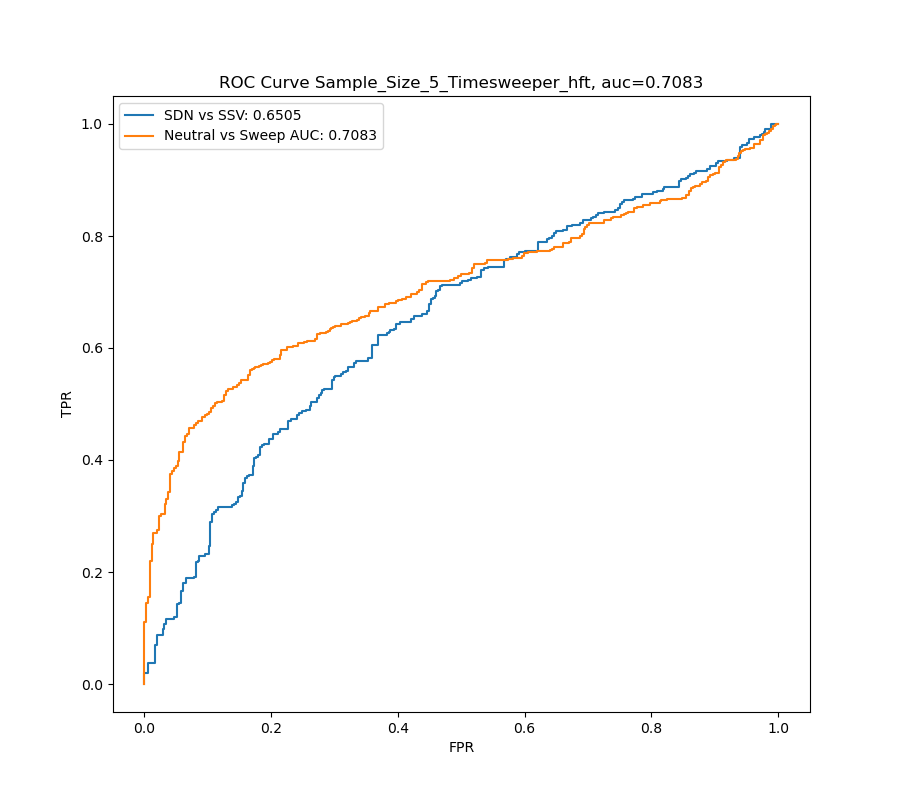 ROC Curve Sample_Size_5_Timesweeper_hft, auc=0.7083
SDN vs SSV: 0.6505
Neutral vs Sweep AUC: 0.7083
1.0
0.8
0.6
0.4
0.2
0.0
TPR
0.0 0.2 0.4 0.6 0.8 1.0
FPR